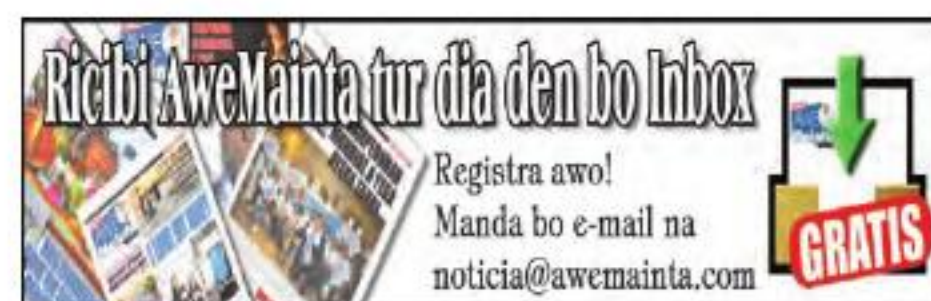 Ricibi AweMainta tur dia den bo Inbox
Registra awo!
Manda bo e-mail na
noticia@awemainta.com
GRATIS